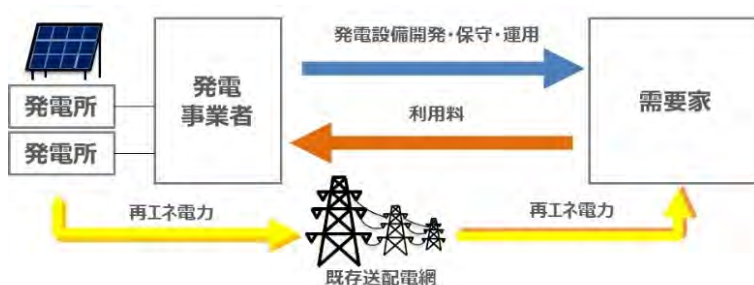 発電設備開発・保守・運用
発電所
発電
事業者
需要家
利用料
発電所
再エネ電力
再エネ電力
既存送配電網